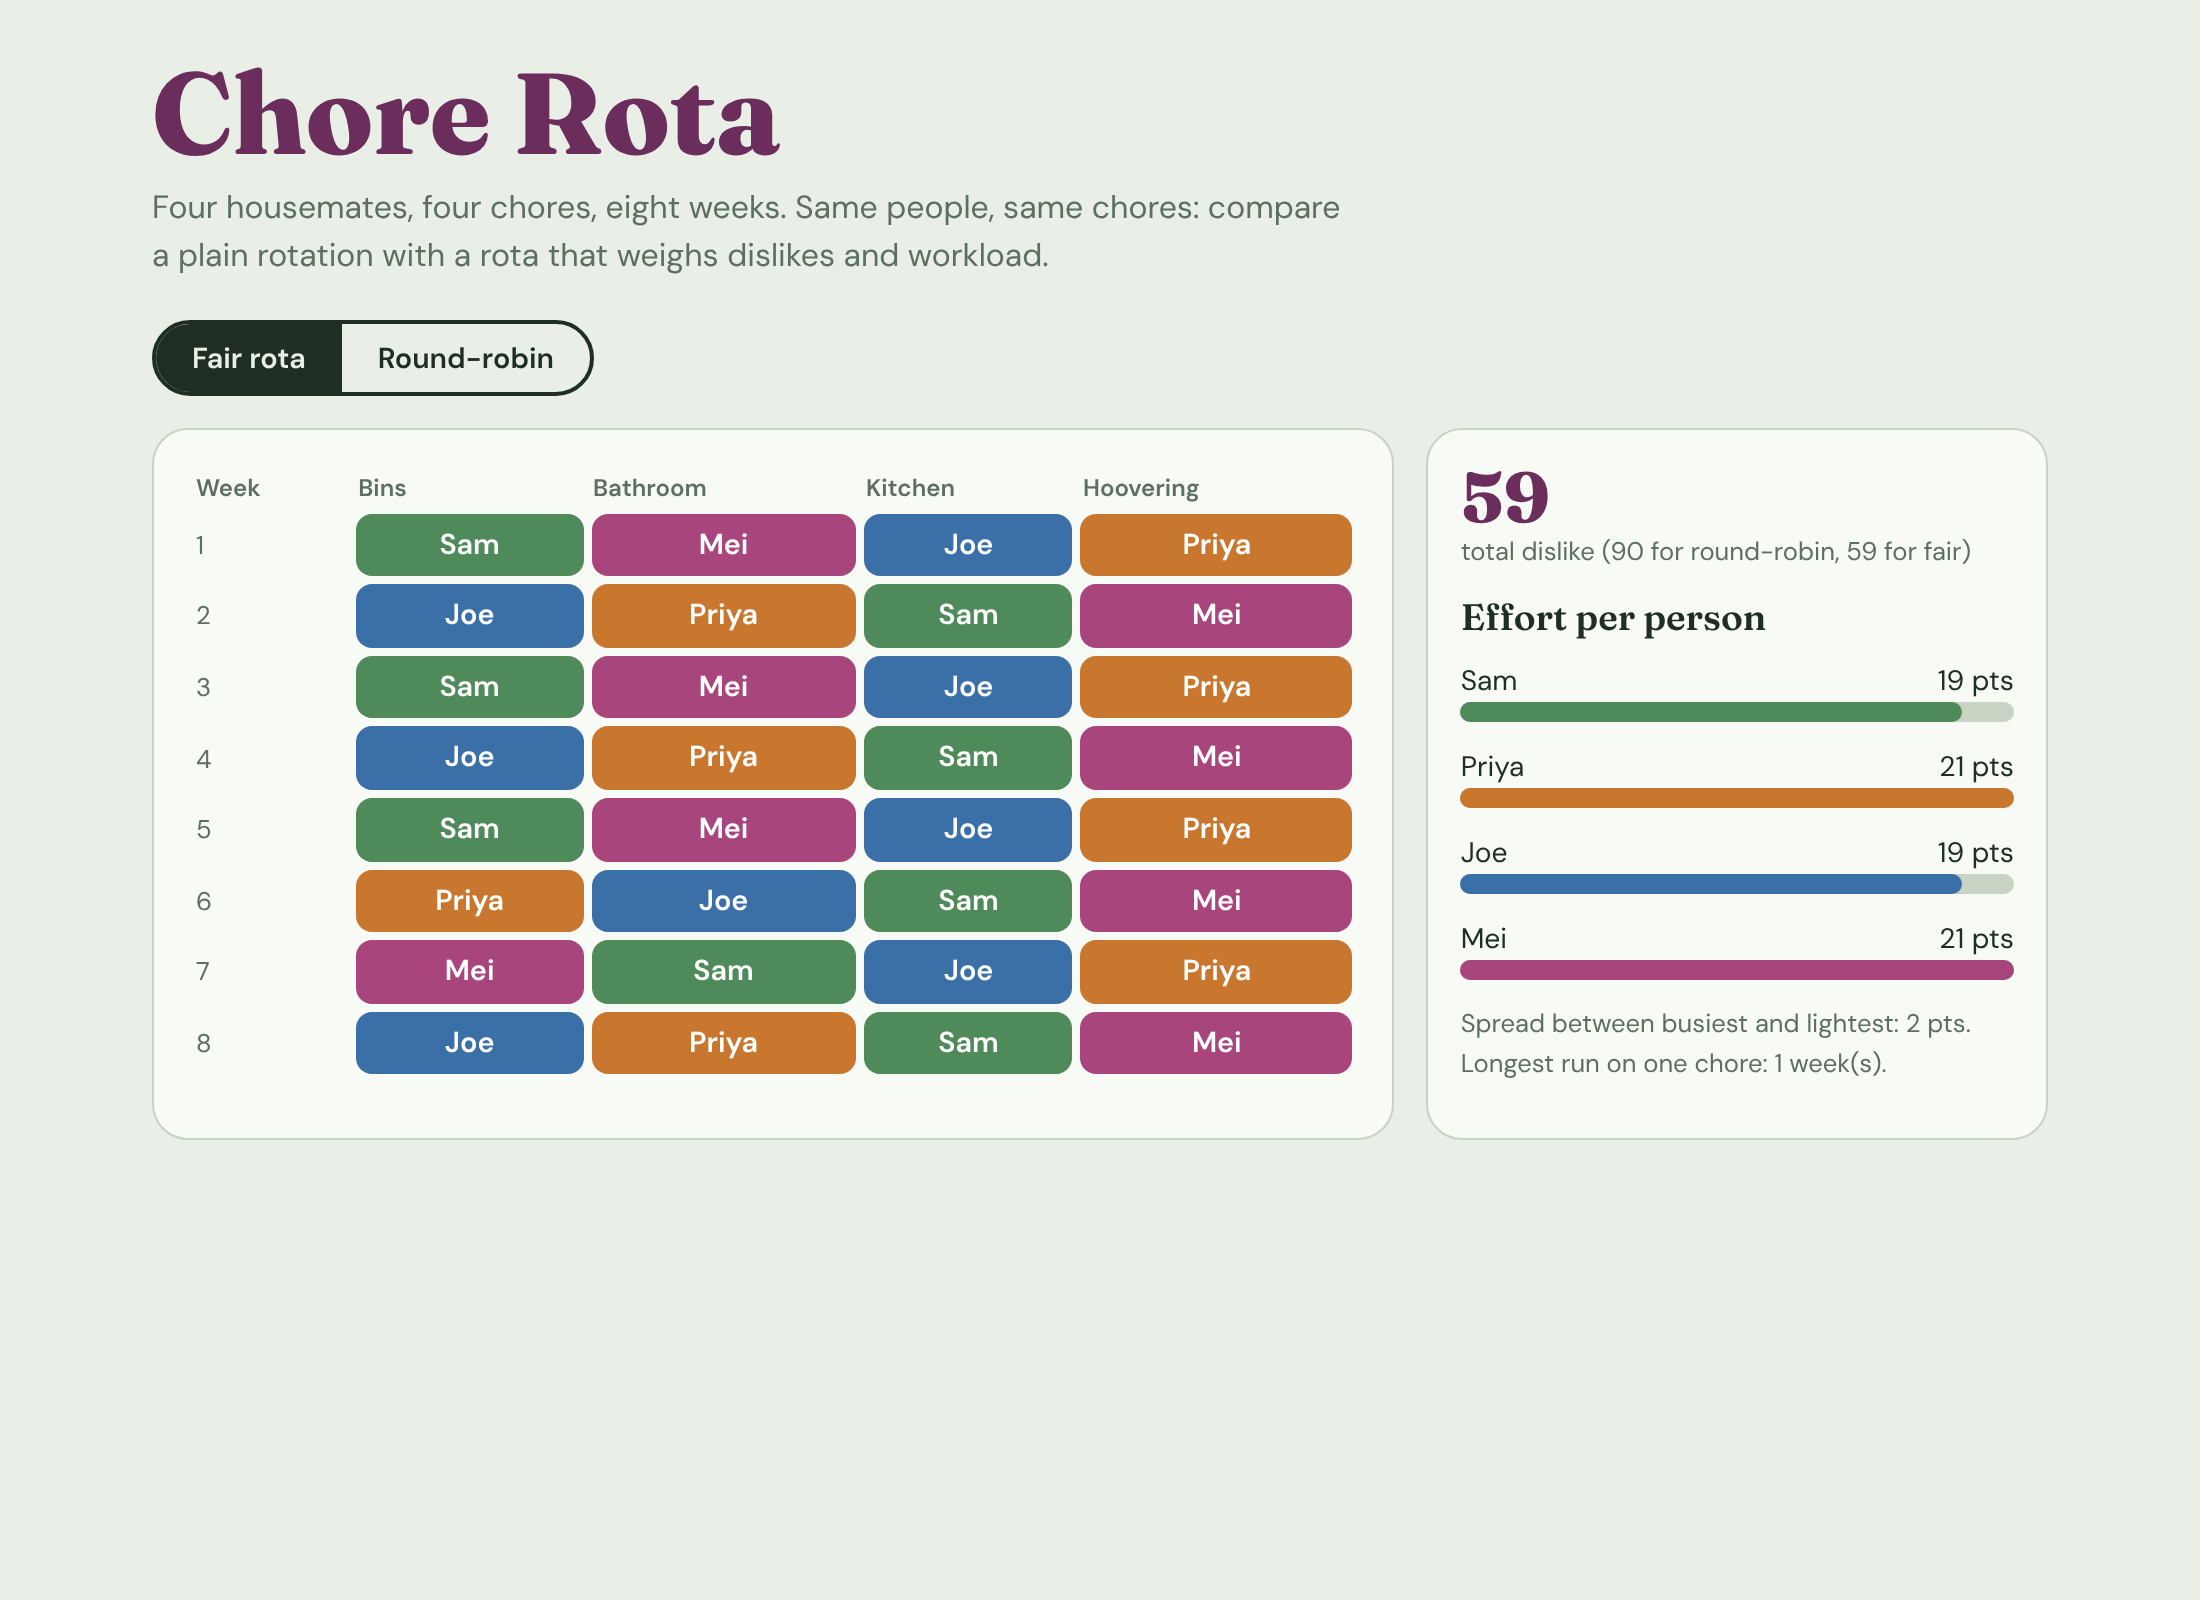 Chore Rota
Four housemates, four chores, eight weeks. Same people, same chores: compare
a plain rotation with a rota that weighs dislikes and workload.
Fair rota Round-robin
Week Bins Bathroom Kitchen Hoovering
1 Sam Mei Joe Priya
2 Joe Priya Sam Mei
3 Sam Mei Joe Priya
4 Joe Priya Sam Mei
5 Sam Mei Joe Priya
6 Priya Joe Sam Mei
7 Mei Sam Joe Priya
8 Joe Priya Sam Mei
59
total dislike (90 for round-robin, 59 for fair)
Effort per person
Sam 19 pts
Priya 21 pts
Joe 19 pts
Mei 21 pts
Spread between busiest and lightest: 2 pts.
Longest run on one chore: 1 week(s).